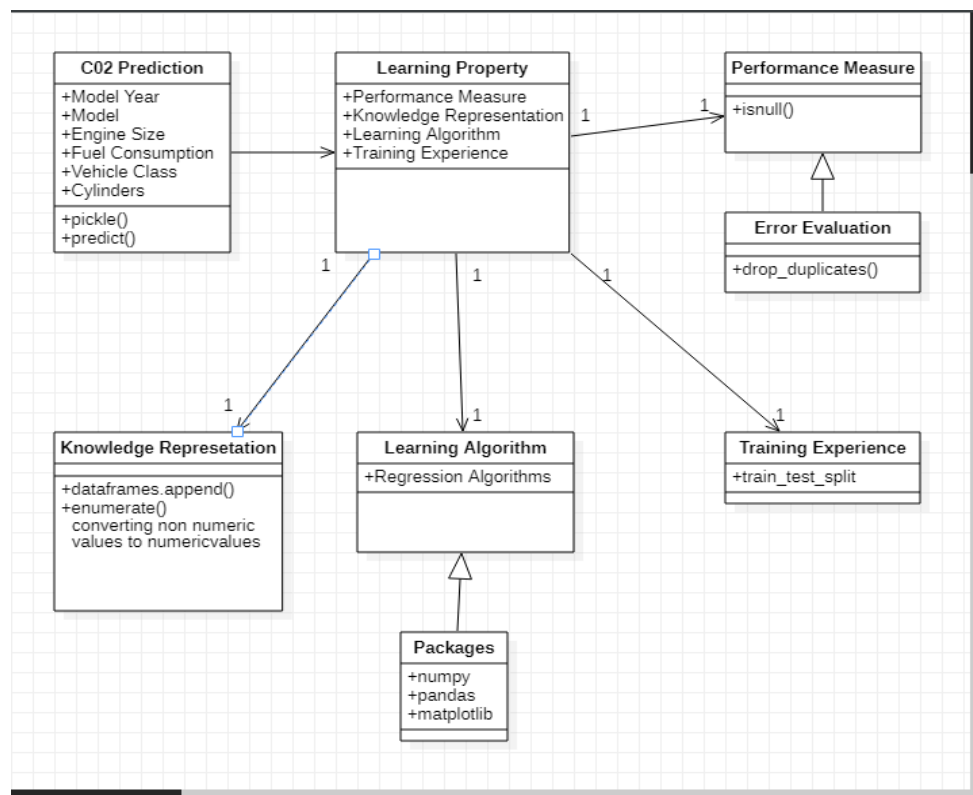 C02 Prediction
+Model Year
+Model
+Engine Size
+Fuel Consumption
+Vehicle Class
+Cylinders
+pickle()
+predict()
Learning Property
+Performance Measure
+Knowledge Representation
+Learning Algorithm
+Training Experience
1
1
Performance Measure
+isnull()
Error Evaluation
+drop_duplicates()
1
1
1
1
1
1
Knowledge Represetation
+dataframes.append()
+enumerate()
converting non numeric
values to numericvalues
Learning Algorithm
+Regression Algorithms
Training Experience
+train_test_split
Packages
+numpy
+pandas
+matplotlib